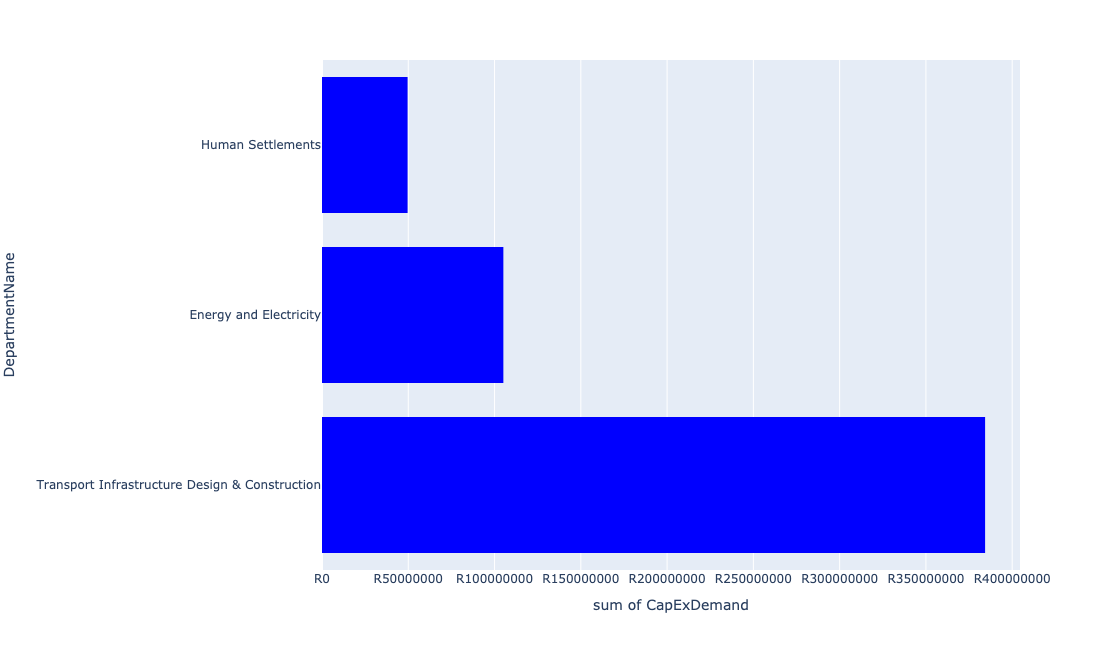 Human Settlements
Energy and Electricity
Transport Infrastructure Design & Construction
DepartmentName
R0 R50000000 R100000000 R150000000 R200000000 R250000000 R300000000 R350000000 R400000000
sum of CapExDemand